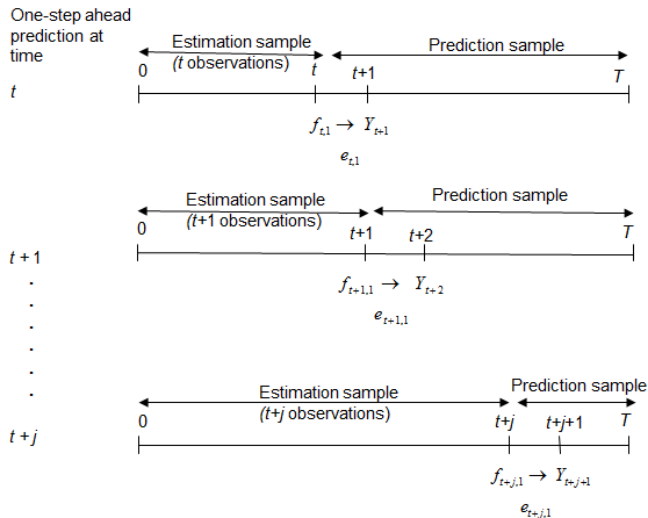 One-step ahead
prediction at
time
Estimation sample
Prediction sample
(t observations)
0 t t+1 T
t
f_{t,1} → Y_{t+1}
e_{t,1}
Estimation sample
Prediction sample
(t+1 observations)
0 t+1 t+2 T
t + 1
f_{t+1,1} → Y_{t+2}
e_{t+1,1}
Estimation sample
Prediction sample
(t+j observations)
0 t+j t+j+1 T
t +j
f_{t+j,1} → Y_{t+j+1}
e_{t+j,1}